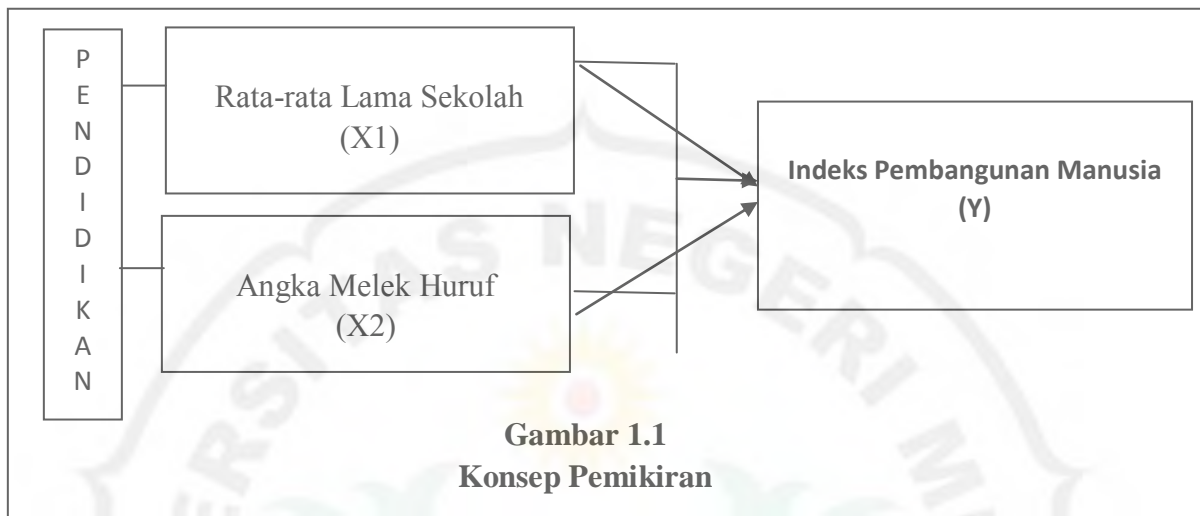 P
E
N
D
I
D
I
K
A
N
Rata-rata Lama Sekolah
(X1)
Angka Melek Huruf
(X2)
Indeks Pembangunan Manusia
(Y)
Gambar 1.1
Konsep Pemikiran